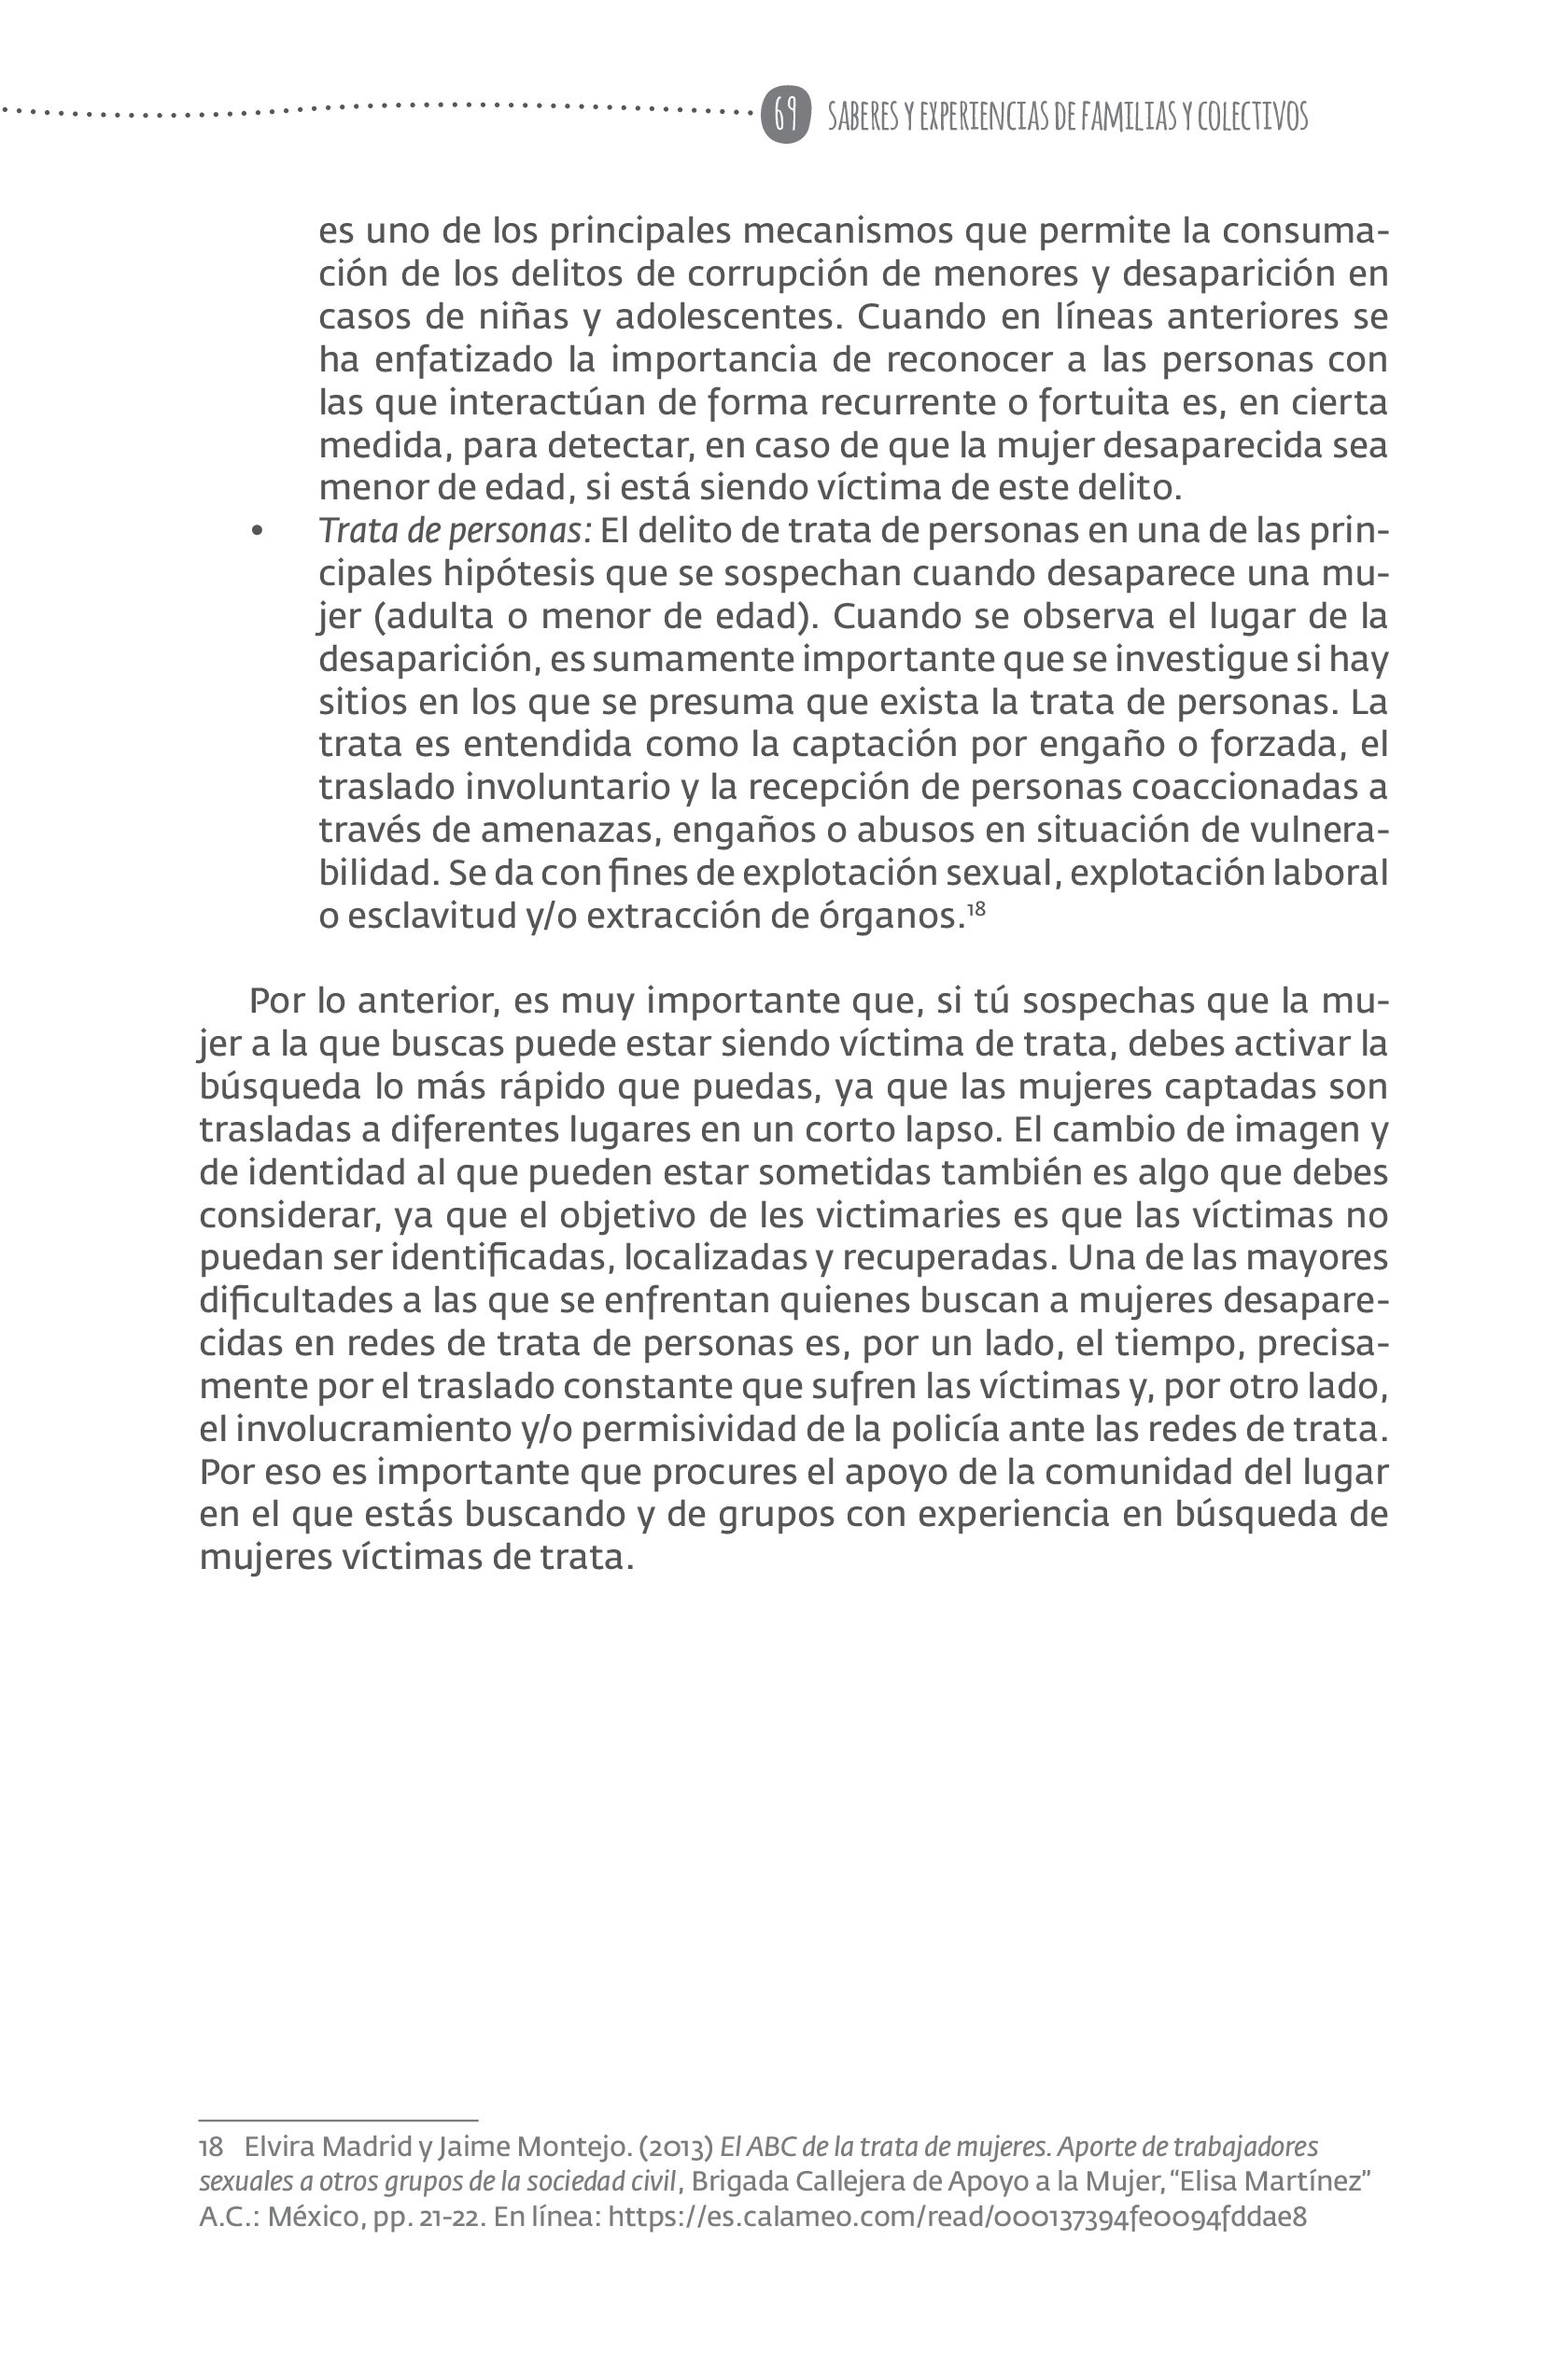 69 SABERES Y EXPERIENCIAS DE FAMILIAS Y COLECTIVOS
es uno de los principales mecanismos que permite la consuma-
ción de los delitos de corrupción de menores y desaparición en
casos de niñas y adolescentes. Cuando en líneas anteriores se
ha enfatizado la importancia de reconocer a las personas con
las que interactúan de forma recurrente o fortuita es, en cierta
medida, para detectar, en caso de que la mujer desaparecida sea
menor de edad, si está siendo víctima de este delito.
• Trata de personas: El delito de trata de personas en una de las prin-
cipales hipótesis que se sospechan cuando desaparece una mu-
jer (adulta o menor de edad). Cuando se observa el lugar de la
desaparición, es sumamente importante que se investigue si hay
sitios en los que se presuma que exista la trata de personas. La
trata es entendida como la captación por engaño o forzada, el
traslado involuntario y la recepción de personas coaccionadas a
través de amenazas, engaños o abusos en situación de vulnera-
bilidad. Se da con fines de explotación sexual, explotación laboral
o esclavitud y/o extracción de órganos.18
Por lo anterior, es muy importante que, si tú sospechas que la mu-
jer a la que buscas puede estar siendo víctima de trata, debes activar la
búsqueda lo más rápido que puedas, ya que las mujeres captadas son
trasladas a diferentes lugares en un corto lapso. El cambio de imagen y
de identidad al que pueden estar sometidas también es algo que debes
considerar, ya que el objetivo de les victimaries es que las víctimas no
puedan ser identificadas, localizadas y recuperadas. Una de las mayores
dificultades a las que se enfrentan quienes buscan a mujeres desapare-
cidas en redes de trata de personas es, por un lado, el tiempo, precisa-
mente por el traslado constante que sufren las víctimas y, por otro lado,
el involucramiento y/o permisividad de la policía ante las redes de trata.
Por eso es importante que procures el apoyo de la comunidad del lugar
en el que estás buscando y de grupos con experiencia en búsqueda de
mujeres víctimas de trata.
18 Elvira Madrid y Jaime Montejo. (2013) El ABC de la trata de mujeres. Aporte de trabajadores
sexuales a otros grupos de la sociedad civil, Brigada Callejera de Apoyo a la Mujer, “Elisa Martínez”
A.C.: México, pp. 21-22. En línea: https://es.calameo.com/read/000137394fe0094fddae8